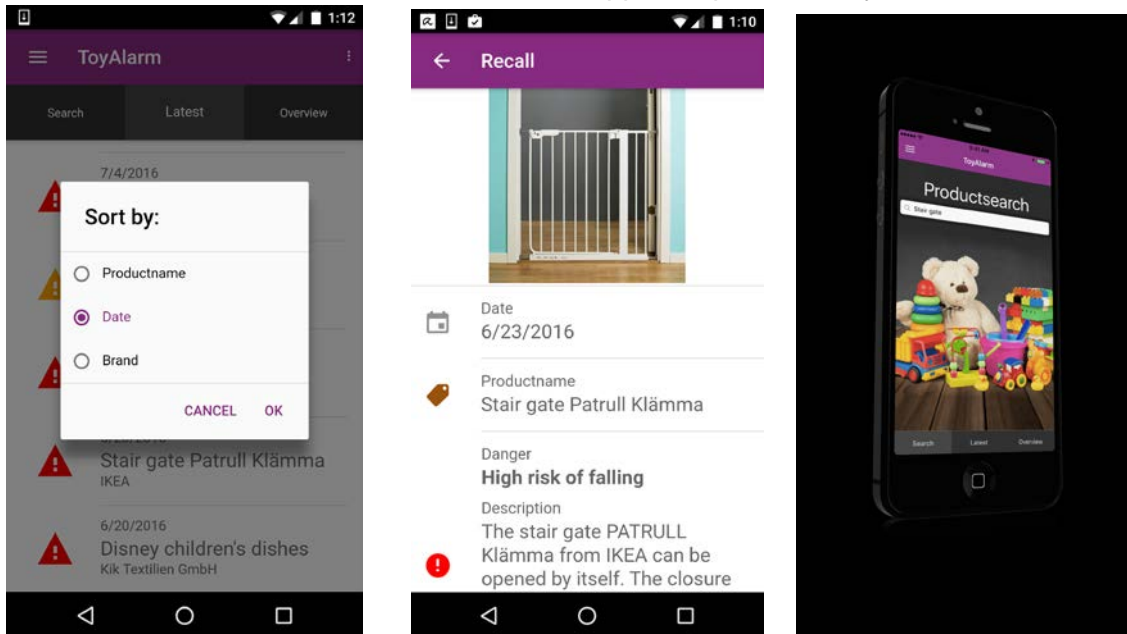 1:12
ToyAlarm
Search Latest Overview
7/4/2016
Sort by:
Productname
Date
Brand
CANCEL OK
Stair gate Patrull Klämma
IKEA
6/20/2016
Disney children's dishes
Kik Textilien GmbH
1:10
Recall
Date
6/23/2016
Productname
Stair gate Patrull Klämma
Danger
High risk of falling
Description
The stair gate PATRULL
Klämma from IKEA can be
opened by itself. The closure
ToyAlarm
Productsearch
Stair gate
Search Latest Overview